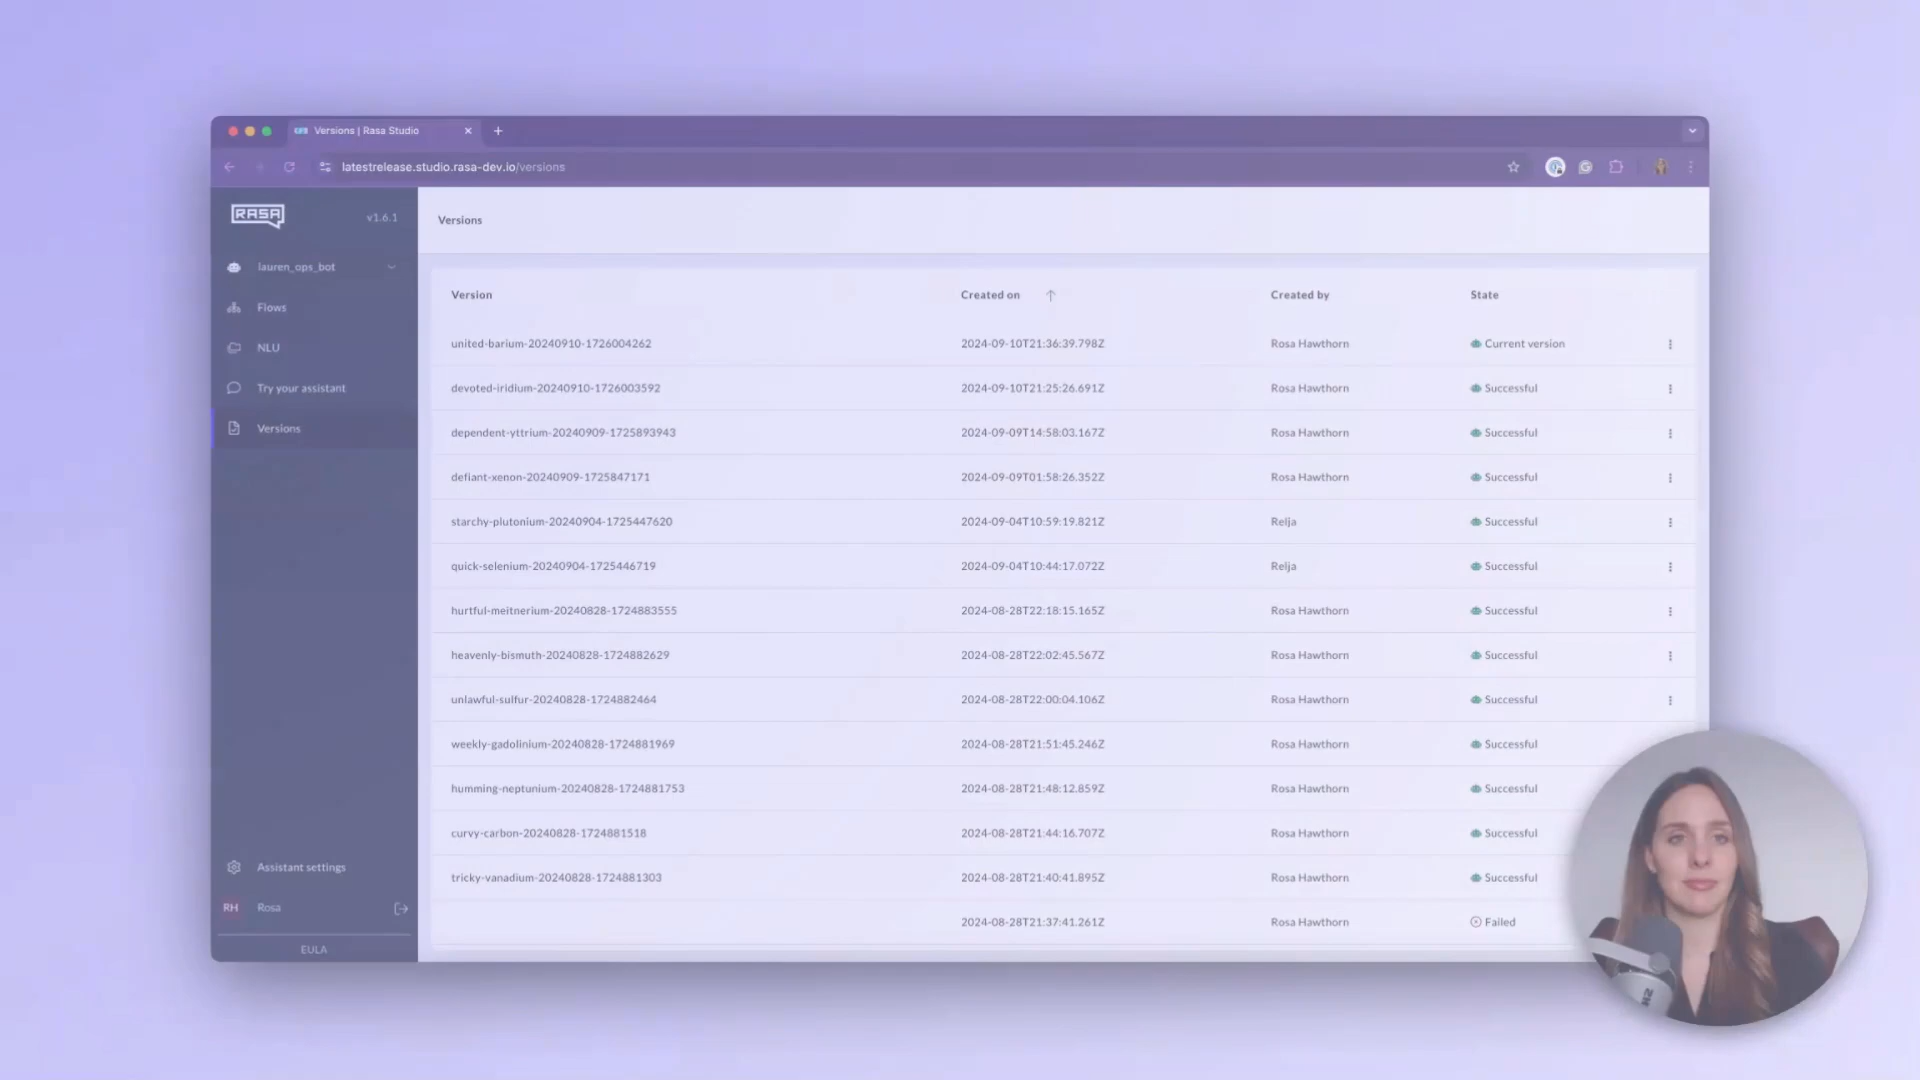 Versions | Rasa Studio
latestrelease.studio.rasa-dev.io/versions
RASA
v1.6.1
lauren_ops_bot
Flows
NLU
Try your assistant
Versions
Assistant settings
RH Rosa
EULA
Versions
Version Created on Created by State
united-barium-20240910-1726004262 2024-09-10T21:36:39.798Z Rosa Hawthorn Current version
devoted-iridium-20240910-1726003592 2024-09-10T21:25:26.691Z Rosa Hawthorn Successful
dependent-yttrium-20240909-1725893943 2024-09-09T14:58:03.167Z Rosa Hawthorn Successful
defiant-xenon-20240909-1725847171 2024-09-09T01:58:26.352Z Rosa Hawthorn Successful
starchy-plutonium-20240904-1725447620 2024-09-04T10:59:19.821Z Relja Successful
quick-selenium-20240904-1725446719 2024-09-04T10:44:17.072Z Relja Successful
hurtful-meitnerium-20240828-1724883555 2024-08-28T22:18:15.165Z Rosa Hawthorn Successful
heavenly-bismuth-20240828-1724882629 2024-08-28T22:02:45.567Z Rosa Hawthorn Successful
unlawful-sulfur-20240828-1724882464 2024-08-28T22:00:04.106Z Rosa Hawthorn Successful
weekly-gadolinium-20240828-1724881969 2024-08-28T21:51:45.246Z Rosa Hawthorn Successful
humming-neptunium-20240828-1724881753 2024-08-28T21:48:12.859Z Rosa Hawthorn Successful
curvy-carbon-20240828-1724881518 2024-08-28T21:44:16.707Z Rosa Hawthorn Successful
tricky-vanadium-20240828-1724881303 2024-08-28T21:40:41.895Z Rosa Hawthorn Successful
2024-08-28T21:37:41.261Z Rosa Hawthorn Failed